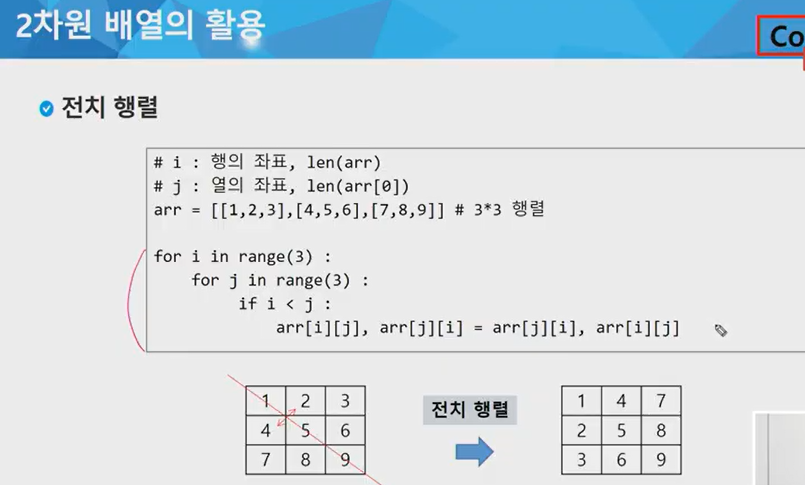 2차원 배열의 활용
Co
전치 행렬
# i : 행의 좌표, len(arr)
# j : 열의 좌표, len(arr[0])
arr = [[1,2,3],[4,5,6],[7,8,9]] # 3*3 행렬
for i in range(3) :
for j in range(3) :
if i < j :
arr[i][j], arr[j][i] = arr[j][i], arr[i][j]
1 2 3
4 5 6
7 8 9
전치 행렬
1 4 7
2 5 8
3 6 9